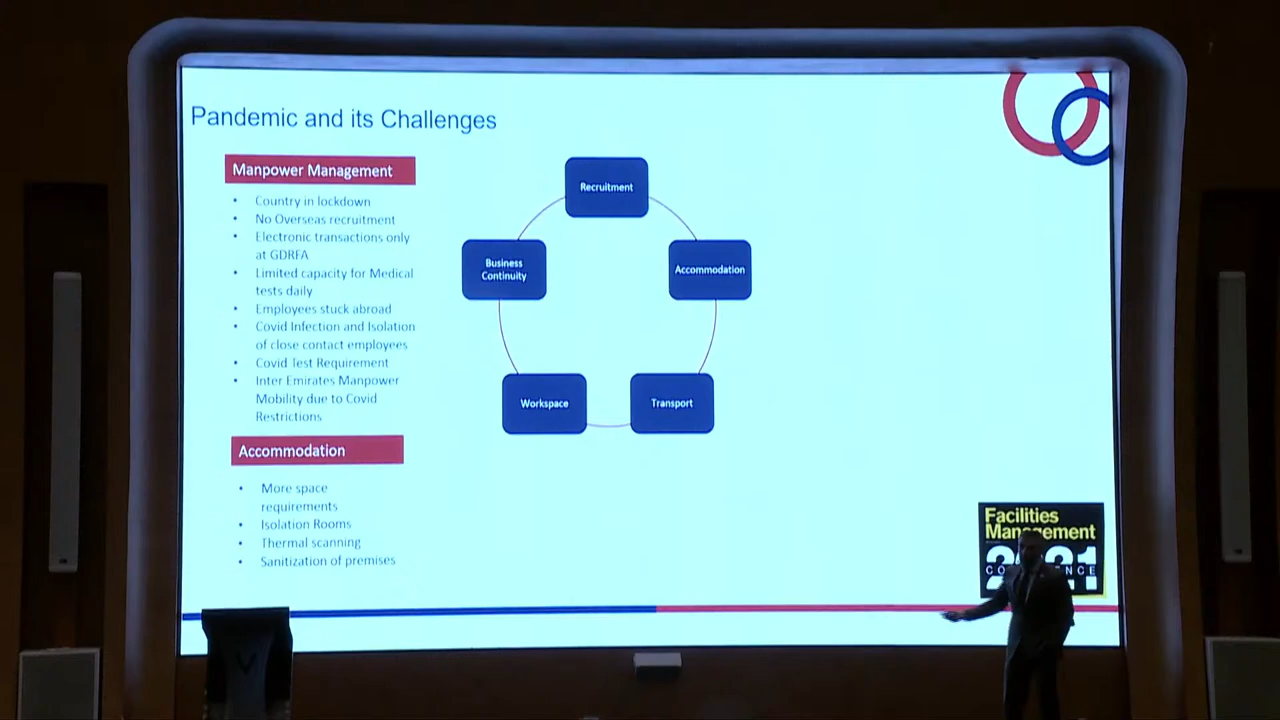 Pandemic and its Challenges
Manpower Management
• Country in lockdown
• No Overseas recruitment
• Electronic transactions only
at GDRFA
• Limited capacity for Medical
tests daily
• Employees stuck abroad
• Covid Infection and Isolation
of close contact employees
• Covid Test Requirement
• Inter Emirates Manpower
Mobility due to Covid
Restrictions
Accommodation
• More space
requirements
• Isolation Rooms
• Thermal scanning
• Sanitization of premises
Recruitment
Accommodation
Transport
Workspace
Business
Continuity
Facilities
Management